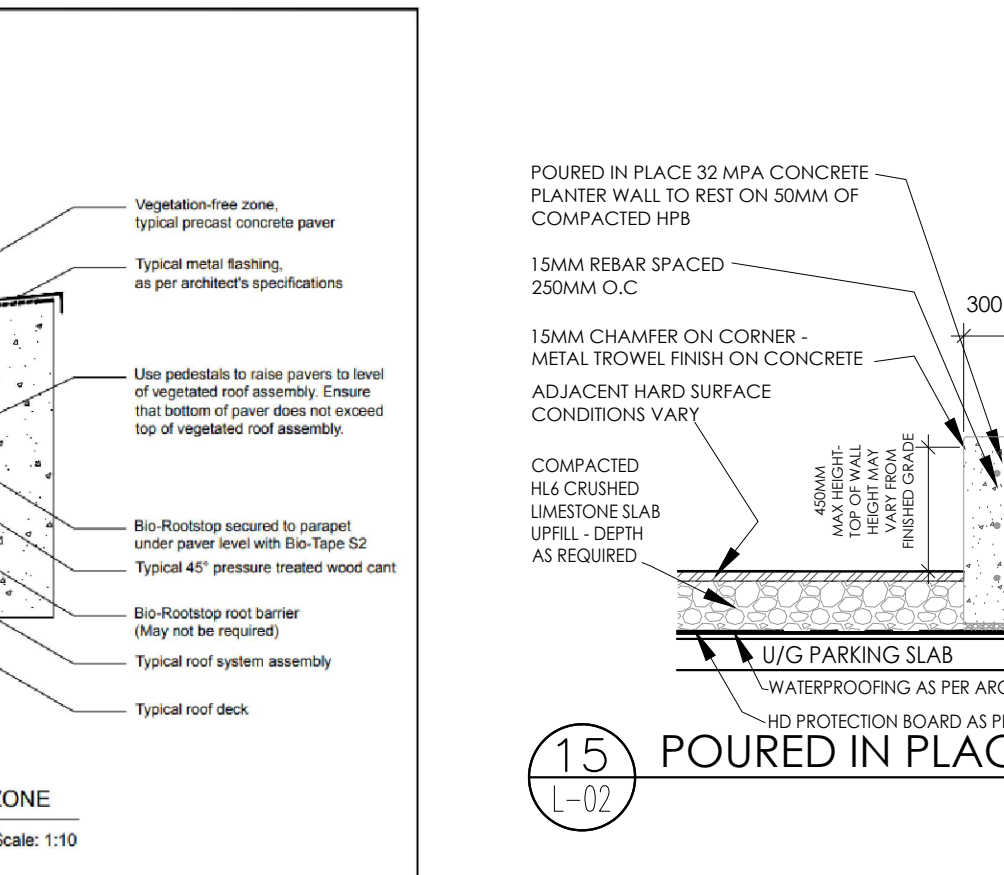 Vegetation-free zone,
typical precast concrete paver
Typical metal flashing,
as per architect's specifications
Use pedestals to raise pavers to level
of vegetated roof assembly. Ensure
that bottom of paver does not exceed
top of vegetated roof assembly.
Bio-Rootstop secured to parapet
under paver level with Bio-Tape S2
Typical 45° pressure treated wood cant
Bio-Rootstop root barrier
(May not be required)
Typical roof system assembly
Typical roof deck
ZONE
Scale: 1:10
POURED IN PLACE 32 MPA CONCRETE
PLANTER WALL TO REST ON 50MM OF
COMPACTED HPB
15MM REBAR SPACED
250MM O.C
15MM CHAMFER ON CORNER -
METAL TROWEL FINISH ON CONCRETE
ADJACENT HARD SURFACE
CONDITIONS VARY
COMPACTED
HL6 CRUSHED
LIMESTONE SLAB
UPFILL - DEPTH
AS REQUIRED
300
450MM
MAX HEIGHT-
TOP OF WALL
HEIGHT MAY
VARY FROM
FINISHED GRADE
U/G PARKING SLAB
WATERPROOFING AS PER ARC
HD PROTECTION BOARD AS P
15
L-02
POURED IN PLAC